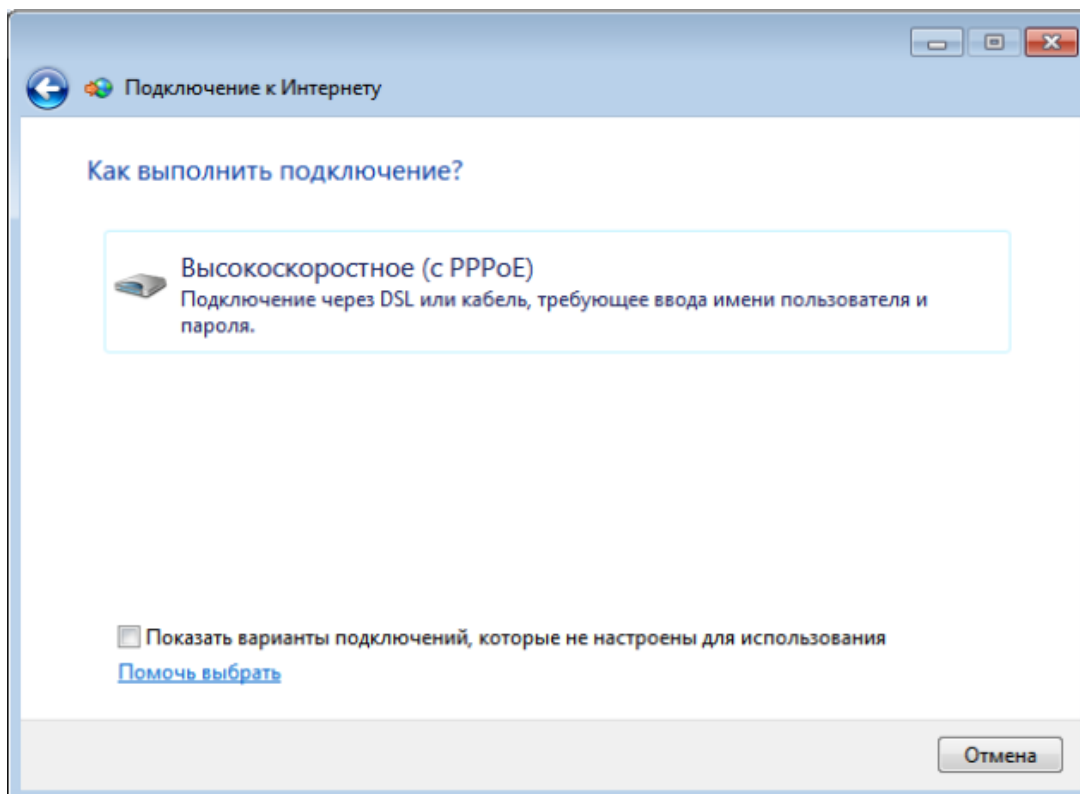 Подключение к Интернету
Как выполнить подключение?
Высокоскоростное (с PPPoE)
Подключение через DSL или кабель, требующее ввода имени пользователя и
пароля.
Показать варианты подключений, которые не настроены для использования
Помочь выбрать
Отмена